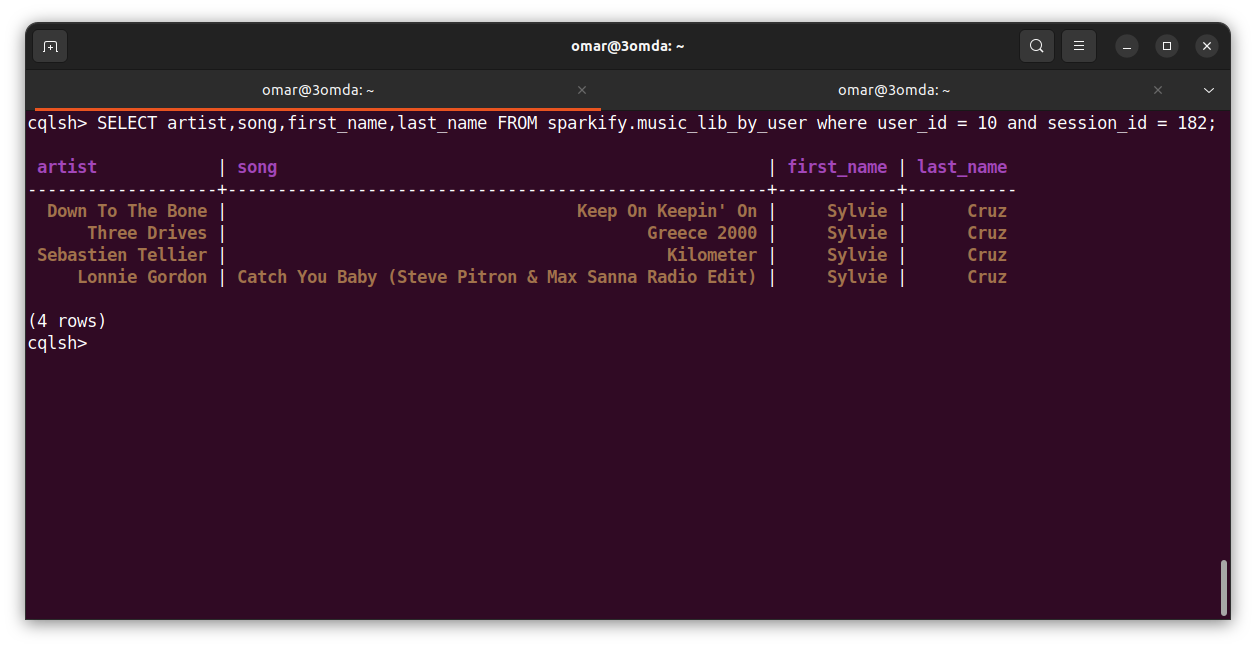 omar@3omda: ~
omar@3omda: ~ omar@3omda: ~
cqlsh> SELECT artist,song,first_name,last_name FROM sparkify.music_lib_by_user where user_id = 10 and session_id = 182;
 artist            | song                                                  | first_name | last_name
-------------------+-------------------------------------------------------+------------+-----------
  Down To The Bone |                                   Keep On Keepin' On |     Sylvie |      Cruz
      Three Drives |                                          Greece 2000 |     Sylvie |      Cruz
 Sebastien Tellier |                                            Kilometer |     Sylvie |      Cruz
     Lonnie Gordon | Catch You Baby (Steve Pitron & Max Sanna Radio Edit) |     Sylvie |      Cruz
(4 rows)
cqlsh>